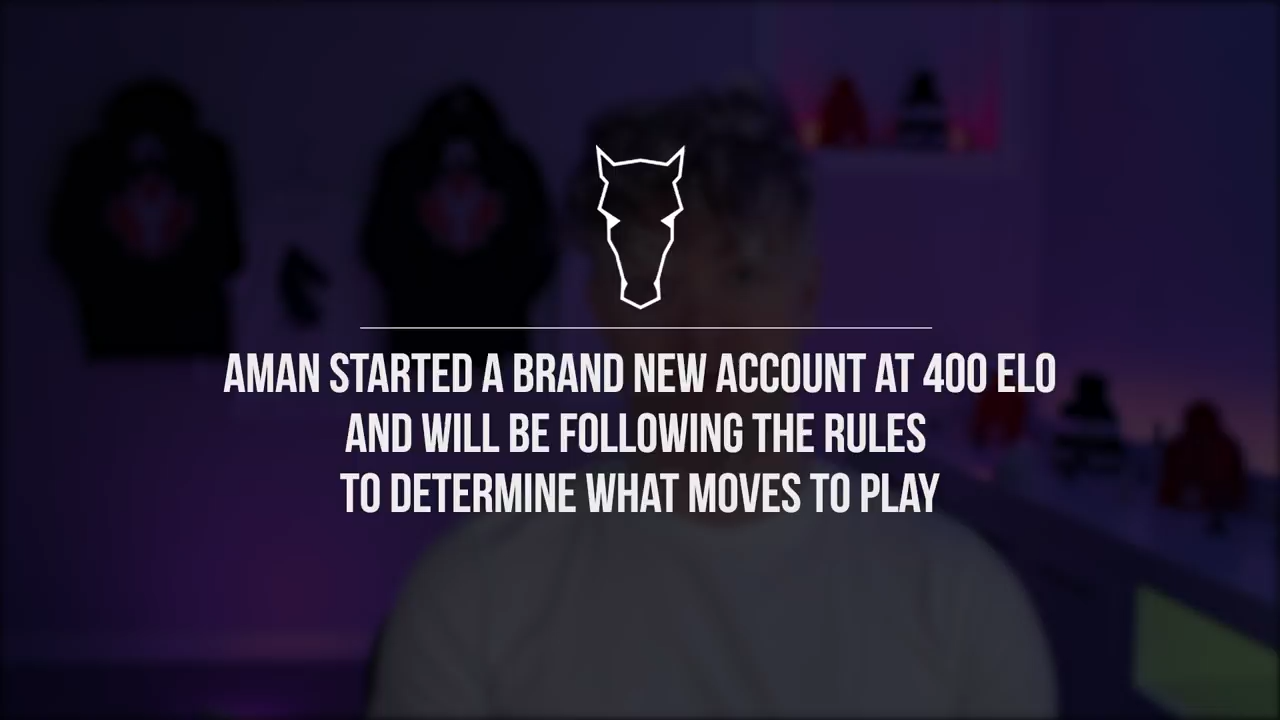 AMAN STARTED A BRAND NEW ACCOUNT AT 400 ELO
AND WILL BE FOLLOWING THE RULES
TO DETERMINE WHAT MOVES TO PLAY